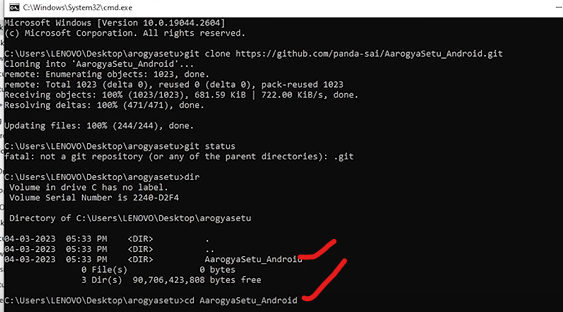 C:\Windows\System32\cmd.exe
Microsoft Windows [Version 10.0.19044.2604]
(c) Microsoft Corporation. All rights reserved.
C:\Users\LENOVO\Desktop\arogyasetu>git clone https://github.com/panda-sai/AarogyaSetu_Android.git
Cloning into 'AarogyaSetu_Android'...
remote: Enumerating objects: 1023, done.
remote: Total 1023 (delta 0), reused 0 (delta 0), pack-reused 1023
Receiving objects: 100% (1023/1023), 681.59 KiB | 722.00 KiB/s, done.
Resolving deltas: 100% (471/471), done.
Updating files: 100% (244/244), done.
C:\Users\LENOVO\Desktop\arogyasetu>git status
fatal: not a git repository (or any of the parent directories): .git
C:\Users\LENOVO\Desktop\arogyasetu>dir
Volume in drive C has no label.
Volume Serial Number is 2240-D2F4
Directory of C:\Users\LENOVO\Desktop\arogyasetu
04-03-2023 05:33 PM <DIR> .
04-03-2023 05:33 PM <DIR> ..
04-03-2023 05:33 PM <DIR> AarogyaSetu_Android
0 File(s) 0 bytes
3 Dir(s) 90,706,423,808 bytes free
C:\Users\LENOVO\Desktop\arogyasetu>cd AarogyaSetu_Android